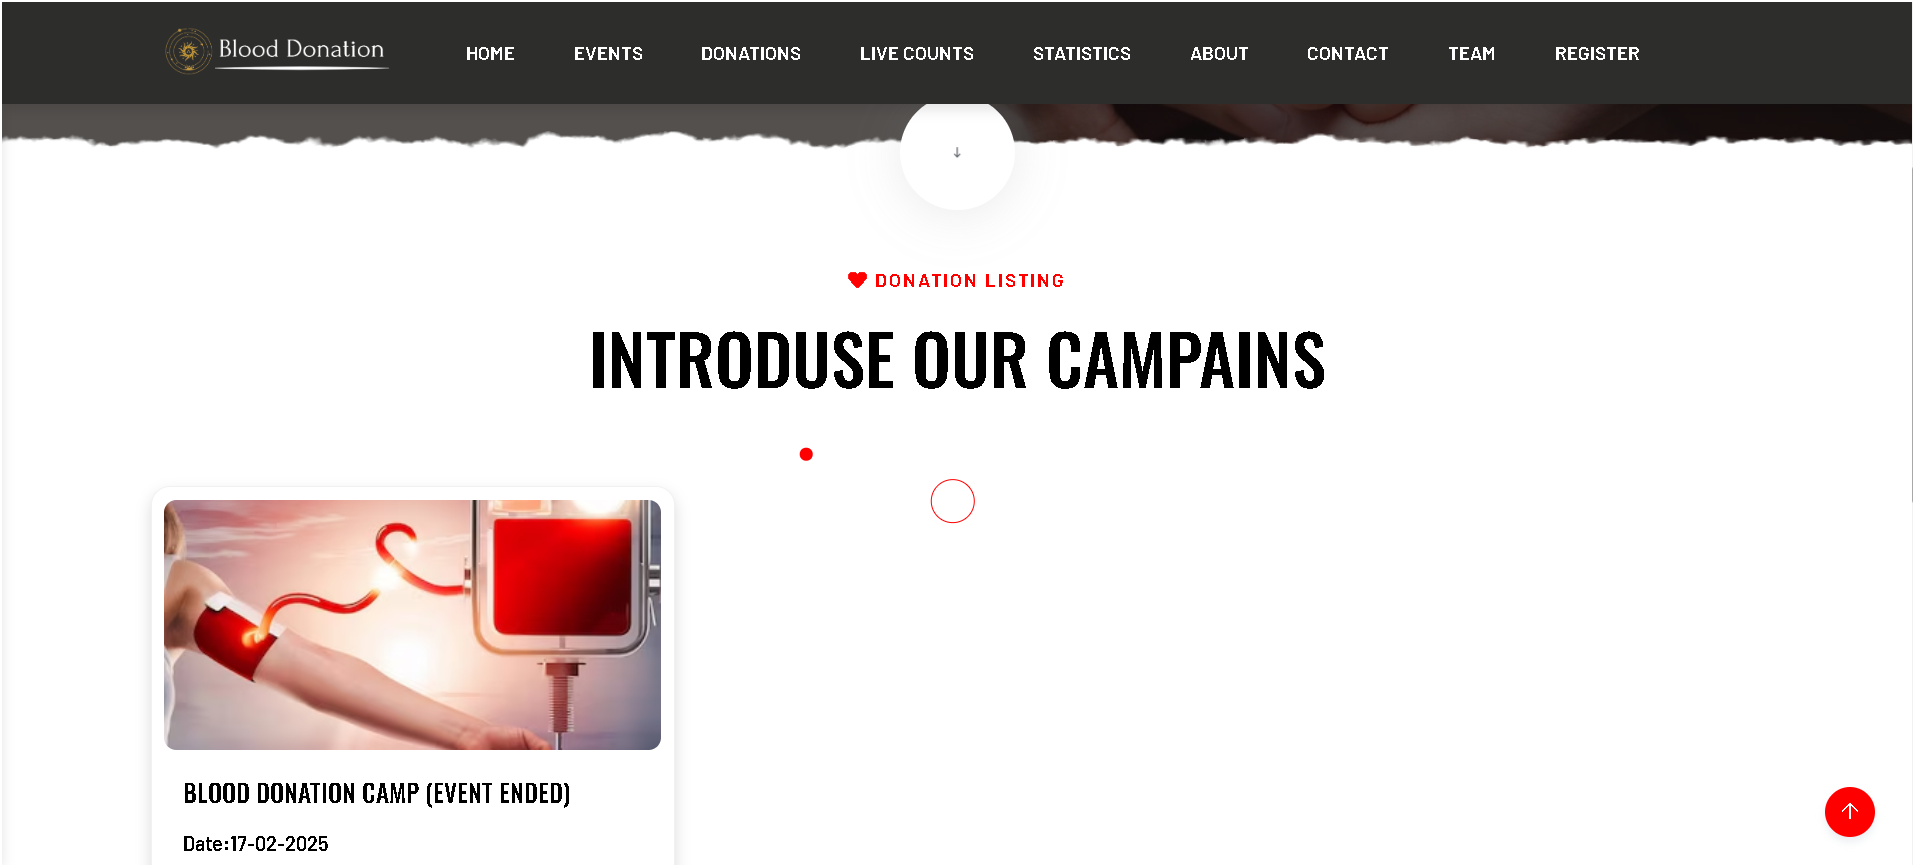 Blood Donation
HOME EVENTS DONATIONS LIVE COUNTS STATISTICS ABOUT CONTACT TEAM REGISTER
DONATION LISTING
INTRODUSE OUR CAMPAINS
BLOOD DONATION CAMP (EVENT ENDED)
Date:17-02-2025